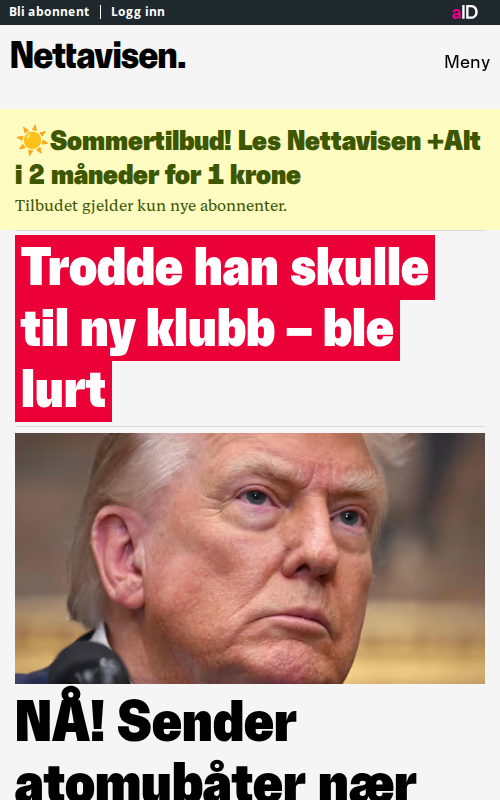 Bli abonnent | Logg inn
aID
Nettavisen.
Meny
☀️Sommertilbud! Les Nettavisen +Alt
i 2 måneder for 1 krone
Tilbudet gjelder kun nye abonnenter.
Trodde han skulle
til ny klubb – ble
lurt
NÅ! Sender
atomubåter nær